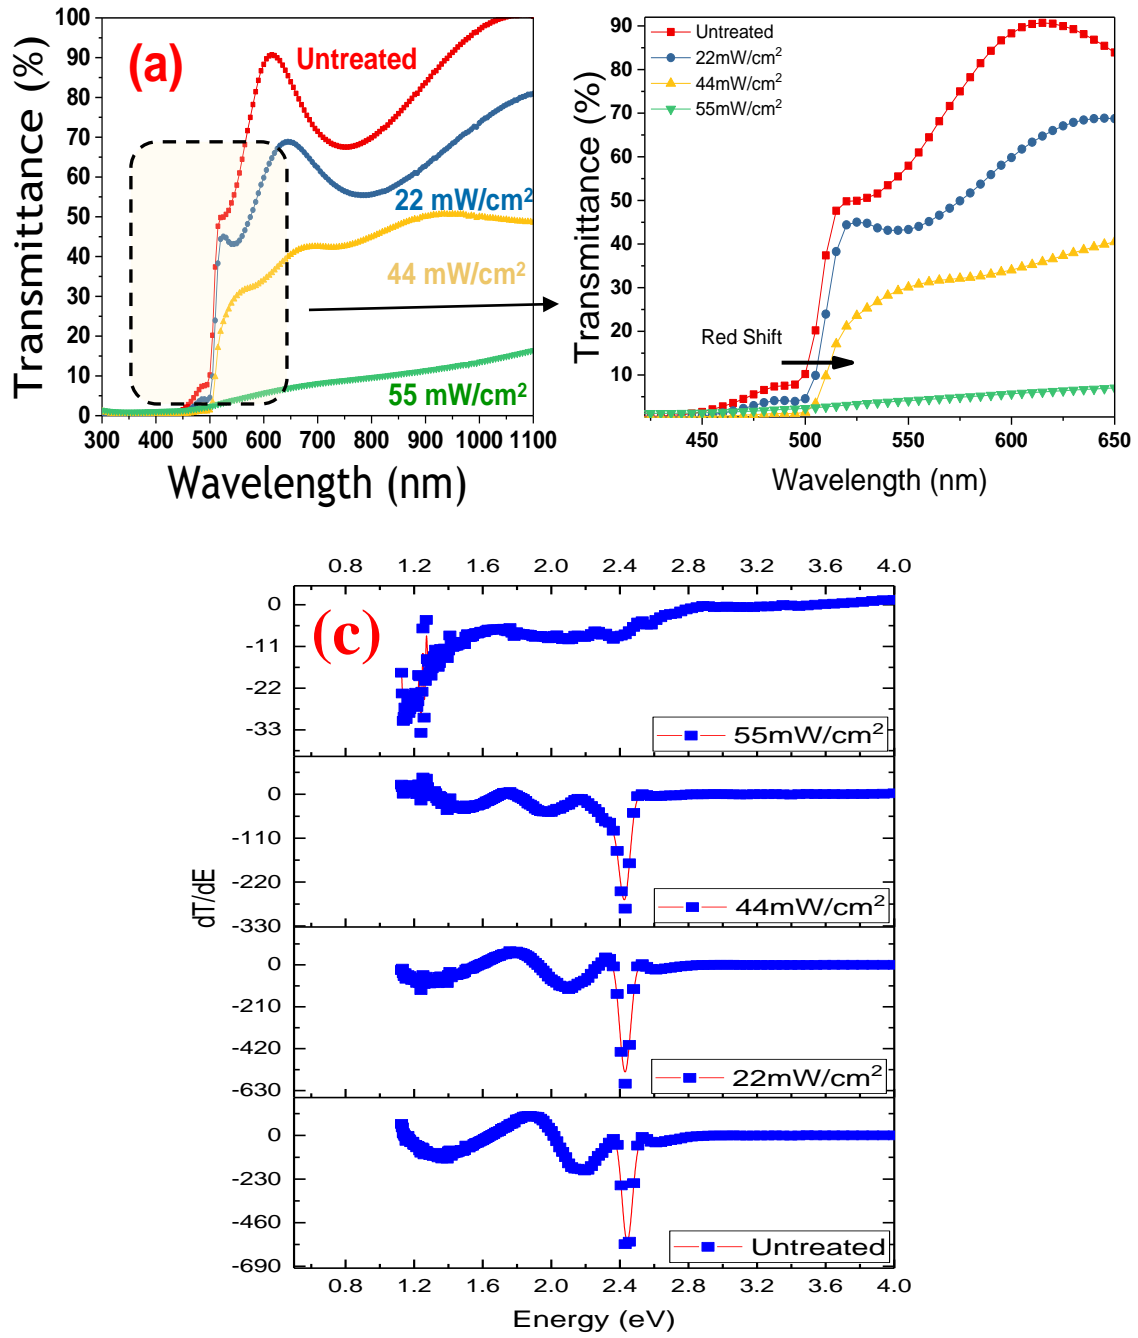 (a)
Untreated
22 mW/cm²
44 mW/cm²
55 mW/cm²
Transmittance (%)
100
90
80
70
60
50
40
30
20
10
0
300 400 500 600 700 800 900 1000 1100
Wavelength (nm)
Untreated
22mW/cm²
44mW/cm²
55mW/cm²
Red Shift
Transmittance (%)
90
70
50
30
10
450 500 550 600 650
Wavelength (nm)
0.8 1.2 1.6 2.0 2.4 2.8 3.2 3.6 4.0
(c)
0
-11
-22
-33
55mW/cm²
0
-110
-220
-330
44mW/cm²
dT/dE
0
-210
-420
-630
22mW/cm²
0
-230
-460
-690
Untreated
0.8 1.2 1.6 2.0 2.4 2.8 3.2 3.6 4.0
Energy (eV)